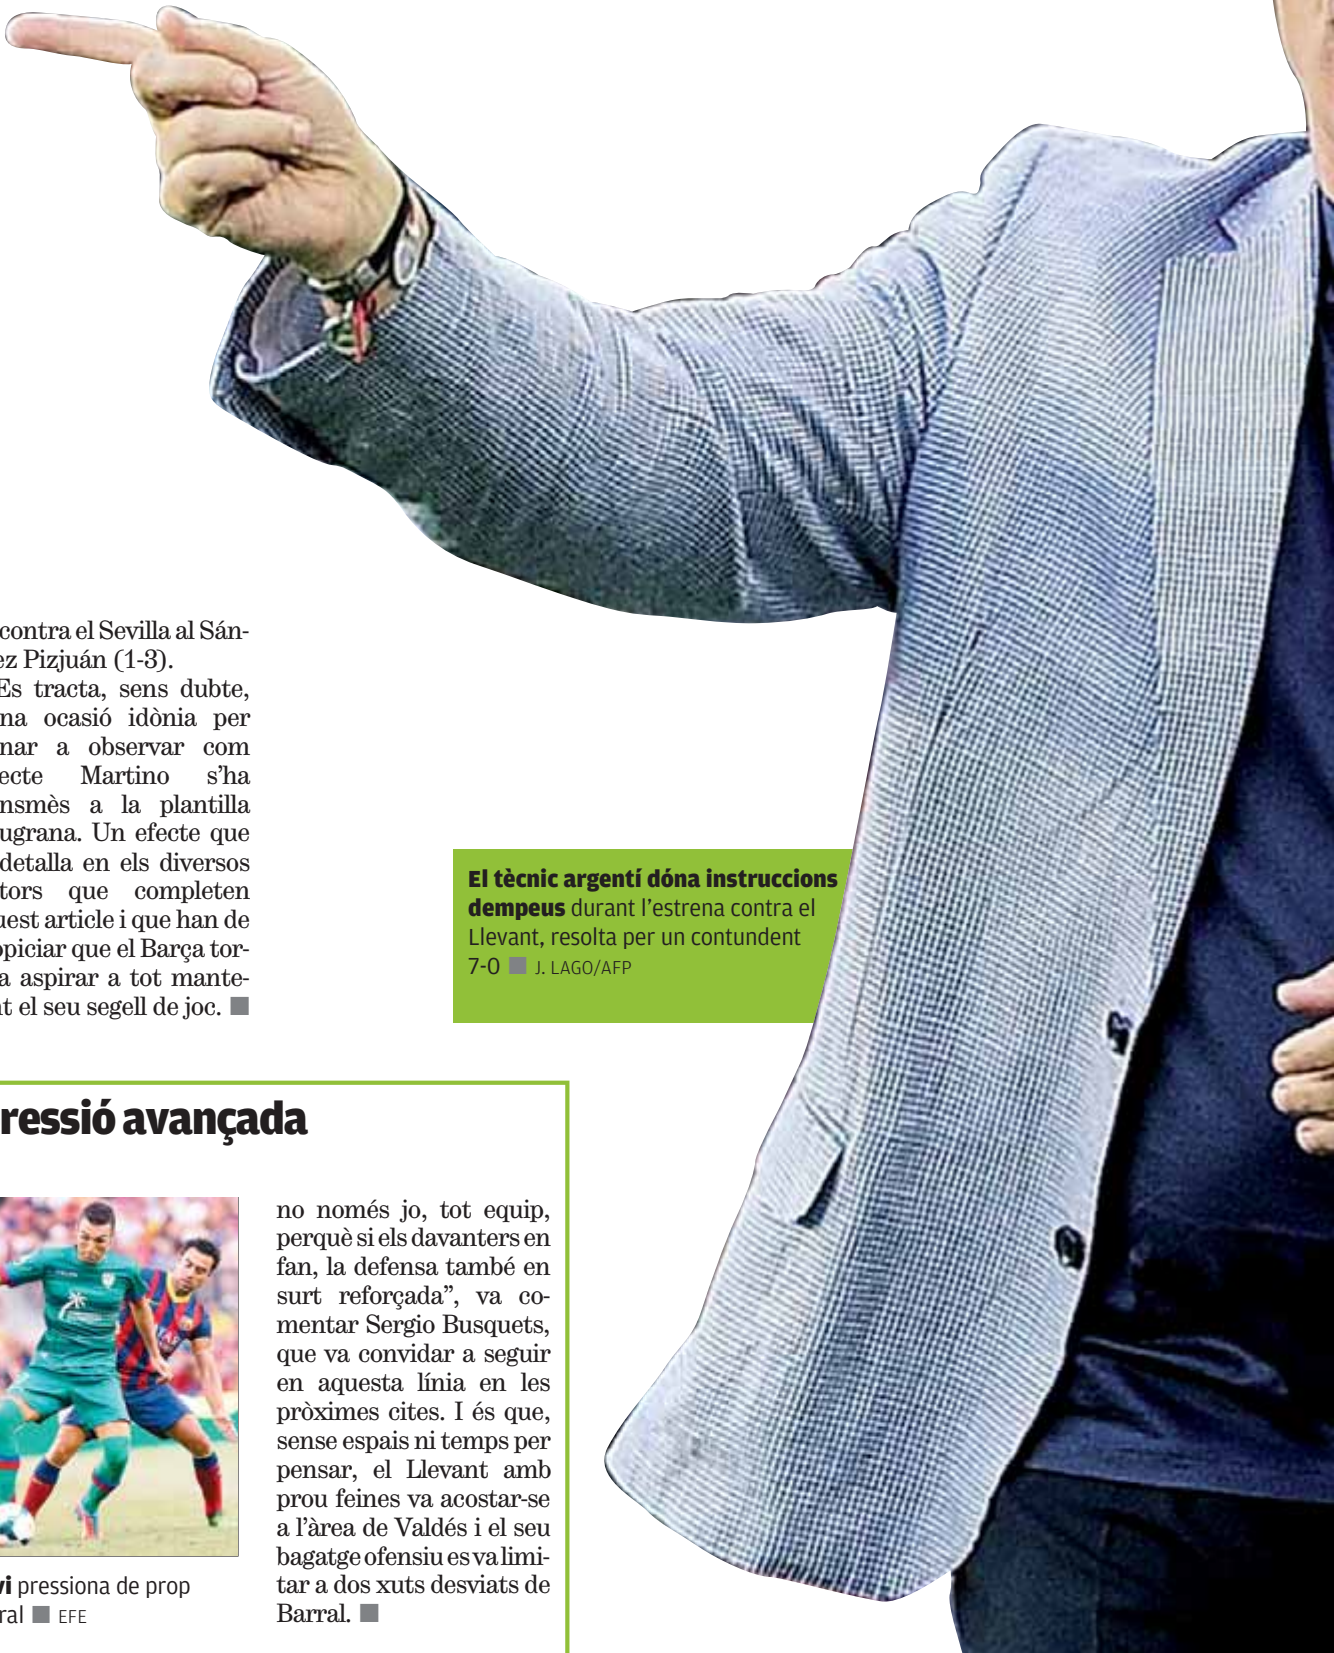 contra el Sevilla al Sán-
ez Pizjuán (1-3).
Es tracta, sens dubte,
na ocasió idònia per
nar a observar com
ecte Martino s'ha
nsmès a la plantilla
ugrana. Un efecte que
detalla en els diversos
tors que completen
uest article i que han de
opiciar que el Barça tor-
a aspirar a tot mante-
t el seu segell de joc.
El tècnic argentí dóna instruccions
dempeus durant l'estrena contra el
Llevant, resolta per un contundent
7-0 J. LAGO/AFP
ressió avançada
vi pressiona de prop
ral EFE
no només jo, tot equip,
perquè si els davanters en
fan, la defensa també en
surt reforçada”, va co-
mentar Sergio Busquets,
que va convidar a seguir
en aquesta línia en les
pròximes cites. I és que,
sense espais ni temps per
pensar, el Llevant amb
prou feines va acostar-se
a l'àrea de Valdés i el seu
bagatge ofensiu es va limi-
tar a dos xuts desviats de
Barral.